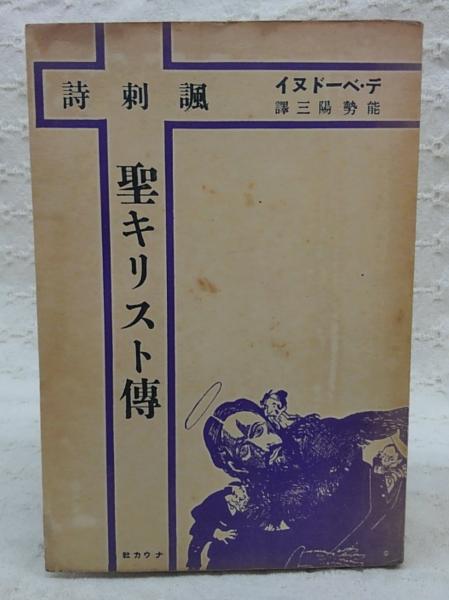 諷刺詩
デ・ベードヌイ
能勢陽三譯
聖キリスト傳
ナウカ社